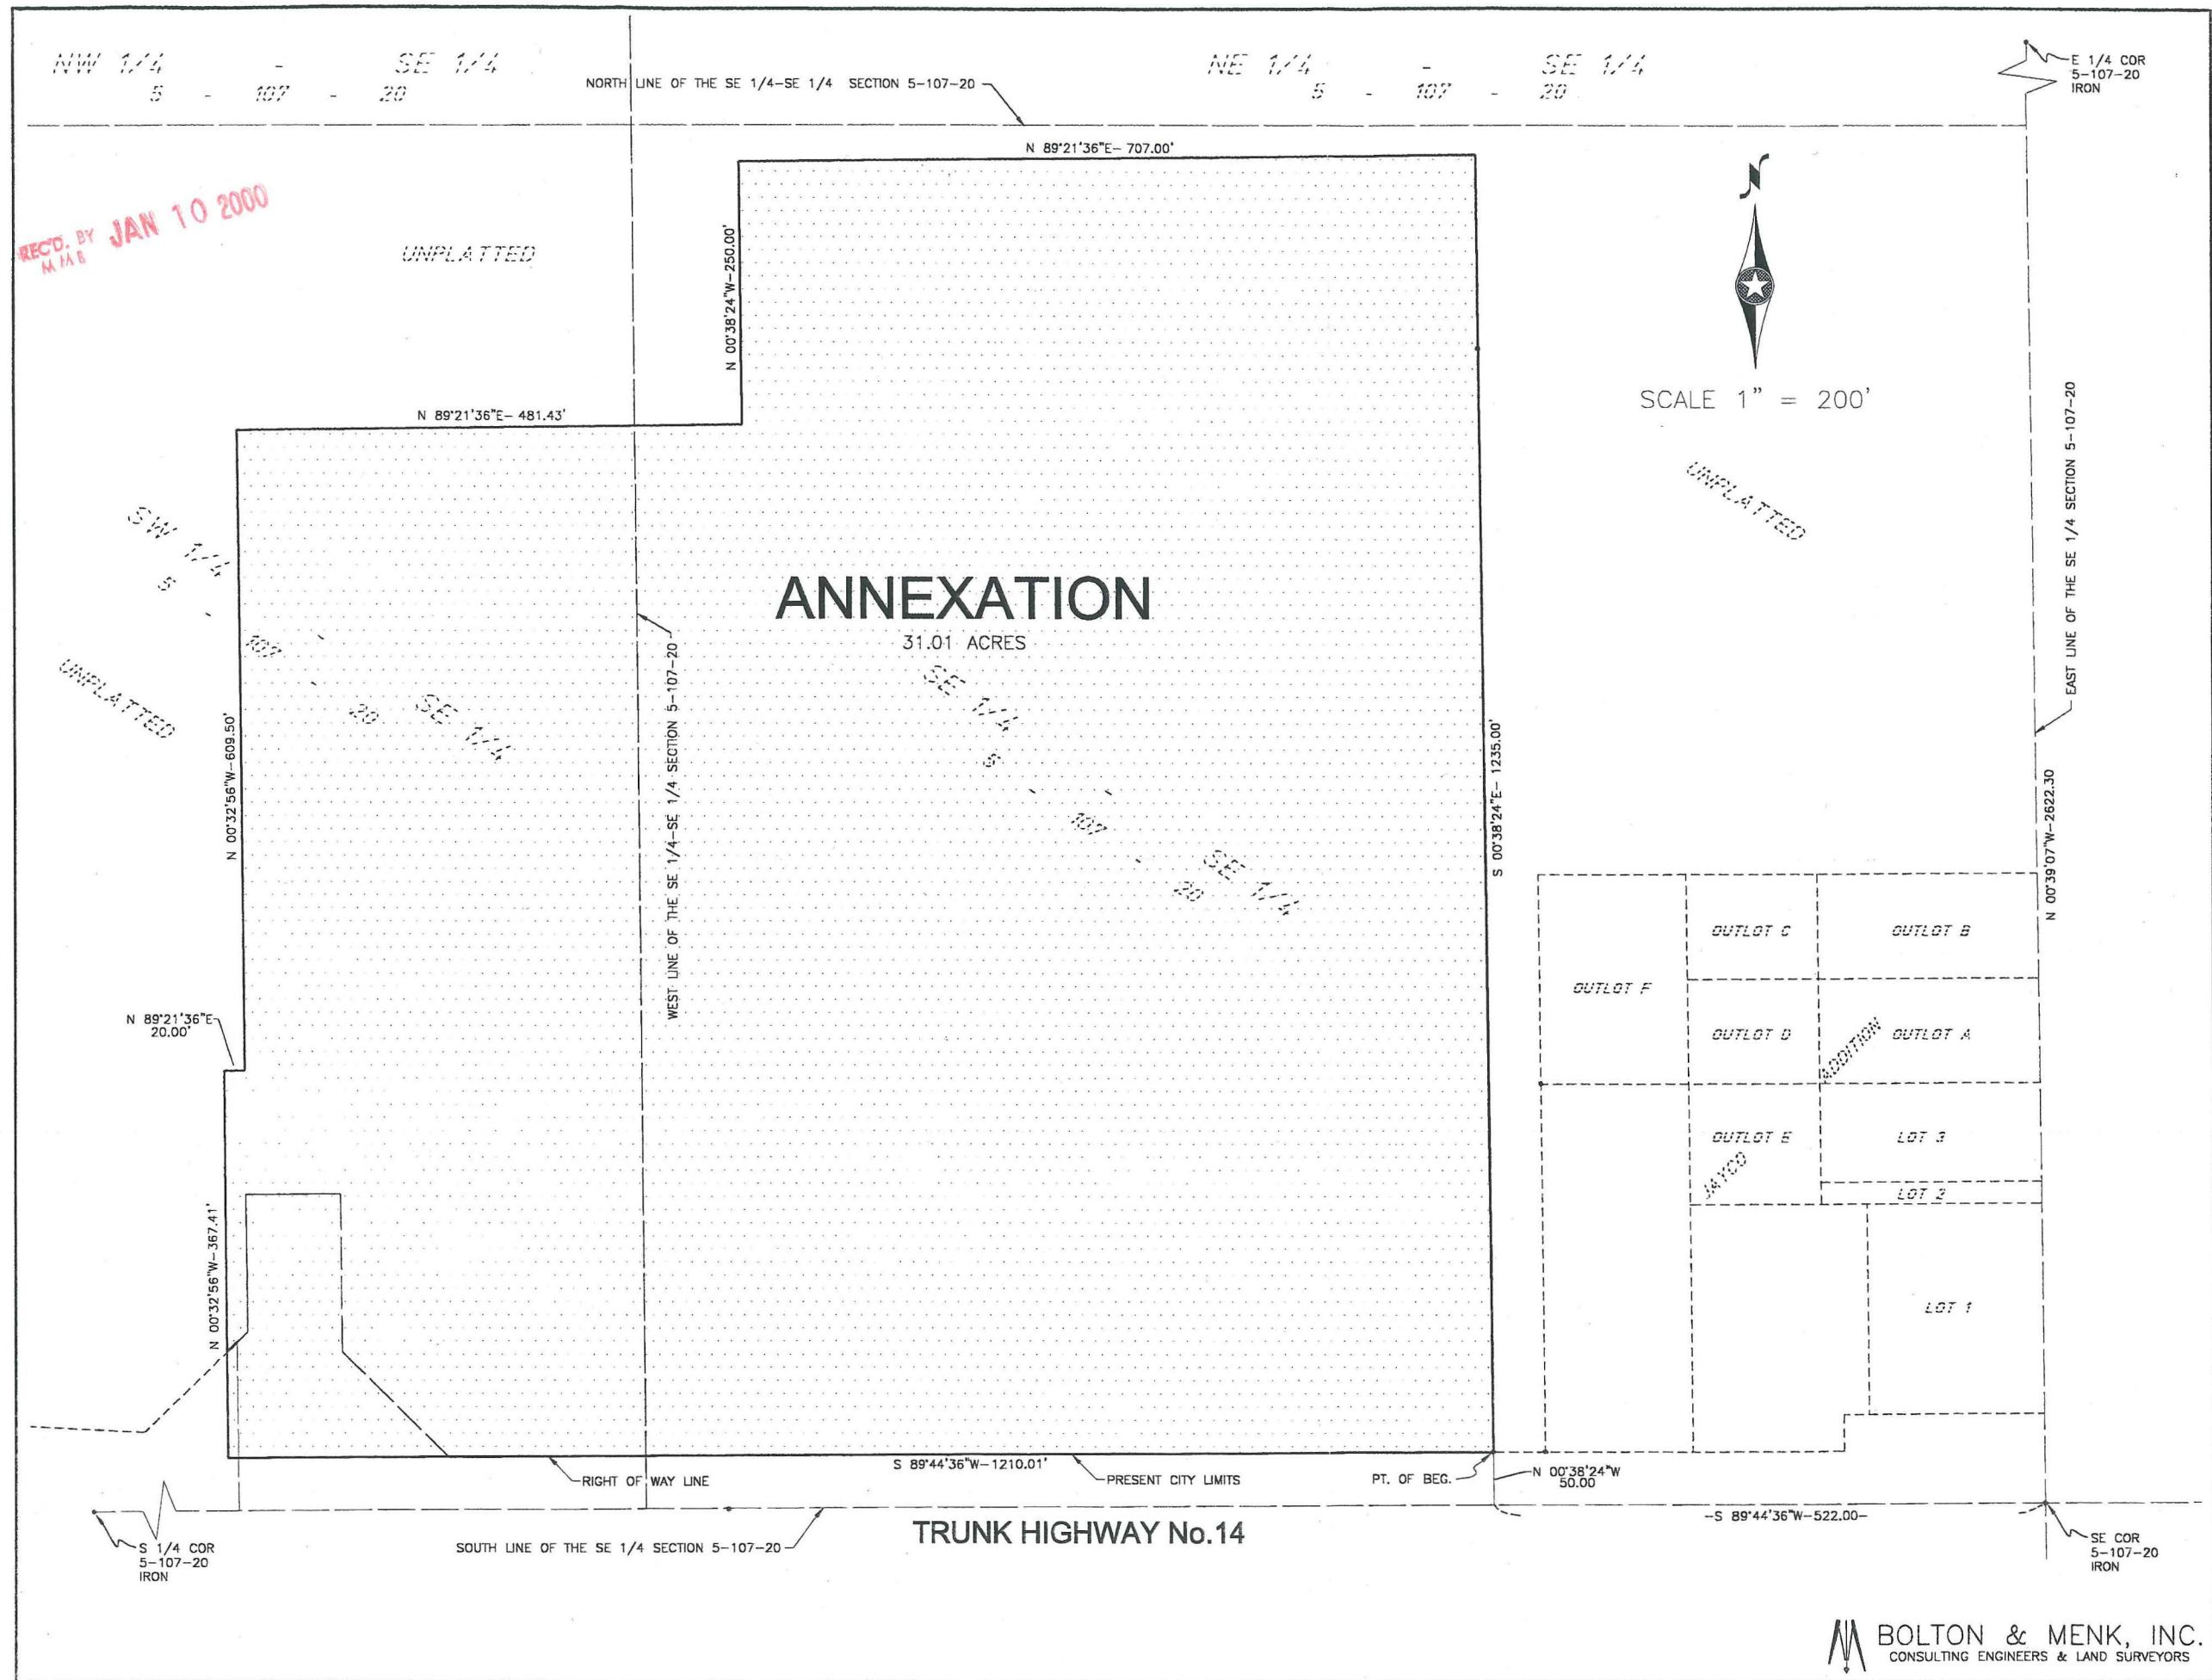 NW 1/4 - SE 1/4
5 - 107 - 20
NORTH LINE OF THE SE 1/4-SE 1/4 SECTION 5-107-20
NE 1/4 - SE 1/4
5 - 107 - 20
E 1/4 COR
5-107-20
IRON
N 89°21'36"E- 707.00'
REC'D. BY JAN 10 2000
MMB
UNPLATTED
N 00°38'24"W-250.00'
N
SCALE 1" = 200'
N 89°21'36"E- 481.43'
UNPLATTED
EAST LINE OF THE SE 1/4 SECTION 5-107-20
SW 1/4 - SE 1/4
5 - 107 - 20
UNPLATTED
ANNEXATION
31.01 ACRES
SE 1/4 - SE 1/4
5 - 107 - 20
WEST LINE OF THE SE 1/4-SE 1/4 SECTION 5-107-20
N 00°32'56"W-609.50'
S 00°38'24"E- 1235.00'
N 00°39'07"W-2622.30
OUTLOT C
OUTLOT B
OUTLOT F
N 89°21'36"E
20.00'
OUTLOT D
OUTLOT A
JAYCO ADDITION
OUTLOT E
LOT 3
LOT 2
N 00°32'56"W-367.41'
LOT 1
S 89°44'36"W-1210.01'
RIGHT OF WAY LINE
PRESENT CITY LIMITS
PT. OF BEG.
N 00°38'24"W
50.00
-S 89°44'36"W-522.00-
TRUNK HIGHWAY No.14
SOUTH LINE OF THE SE 1/4 SECTION 5-107-20
S 1/4 COR
5-107-20
IRON
SE COR
5-107-20
IRON
BOLTON & MENK, INC.
CONSULTING ENGINEERS & LAND SURVEYORS